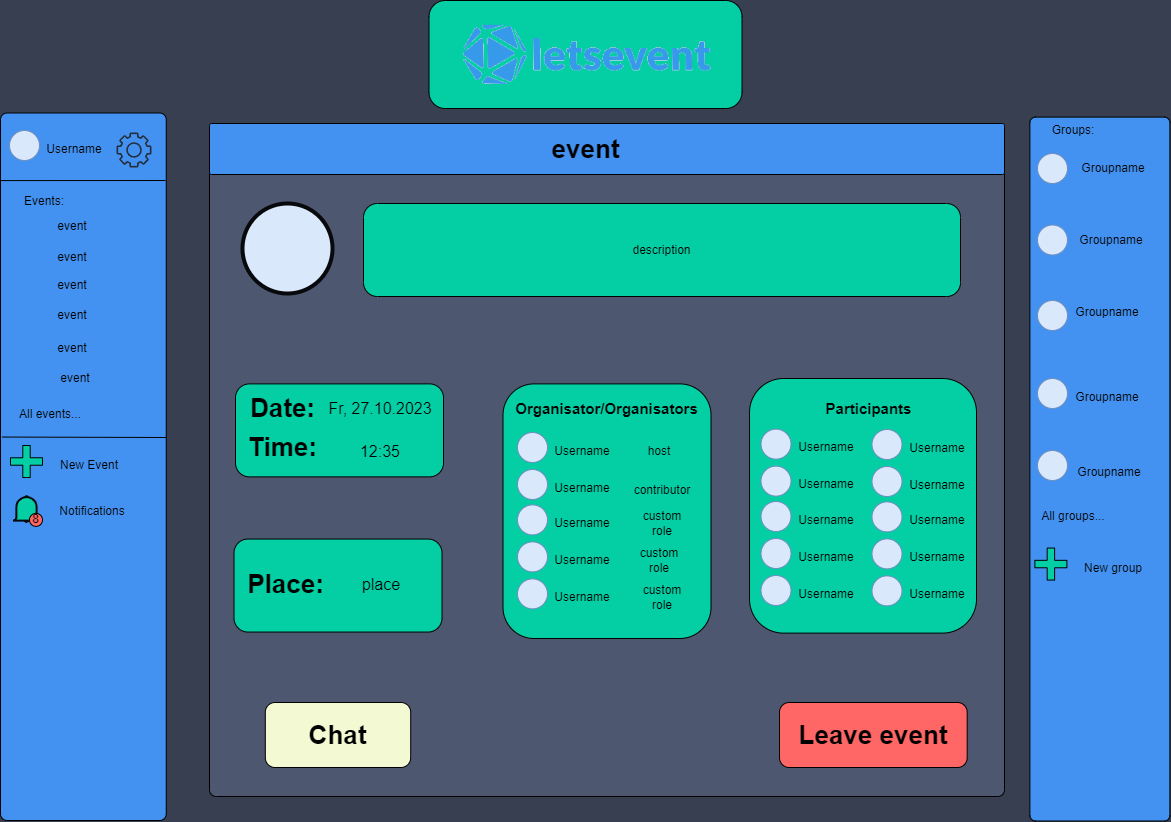 letsevent
Username
Events:
event
event
event
event
event
event
All events...
New Event
Notifications
8
event
description
Date: Fr, 27.10.2023
Time: 12:35
Place: place
Organisator/Organisators
Username host
Username contributor
Username custom
role
Username custom
role
Username custom
role
Participants
Username Username
Username Username
Username Username
Username Username
Username Username
Chat
Leave event
Groups:
Groupname
Groupname
Groupname
Groupname
Groupname
All groups...
New group